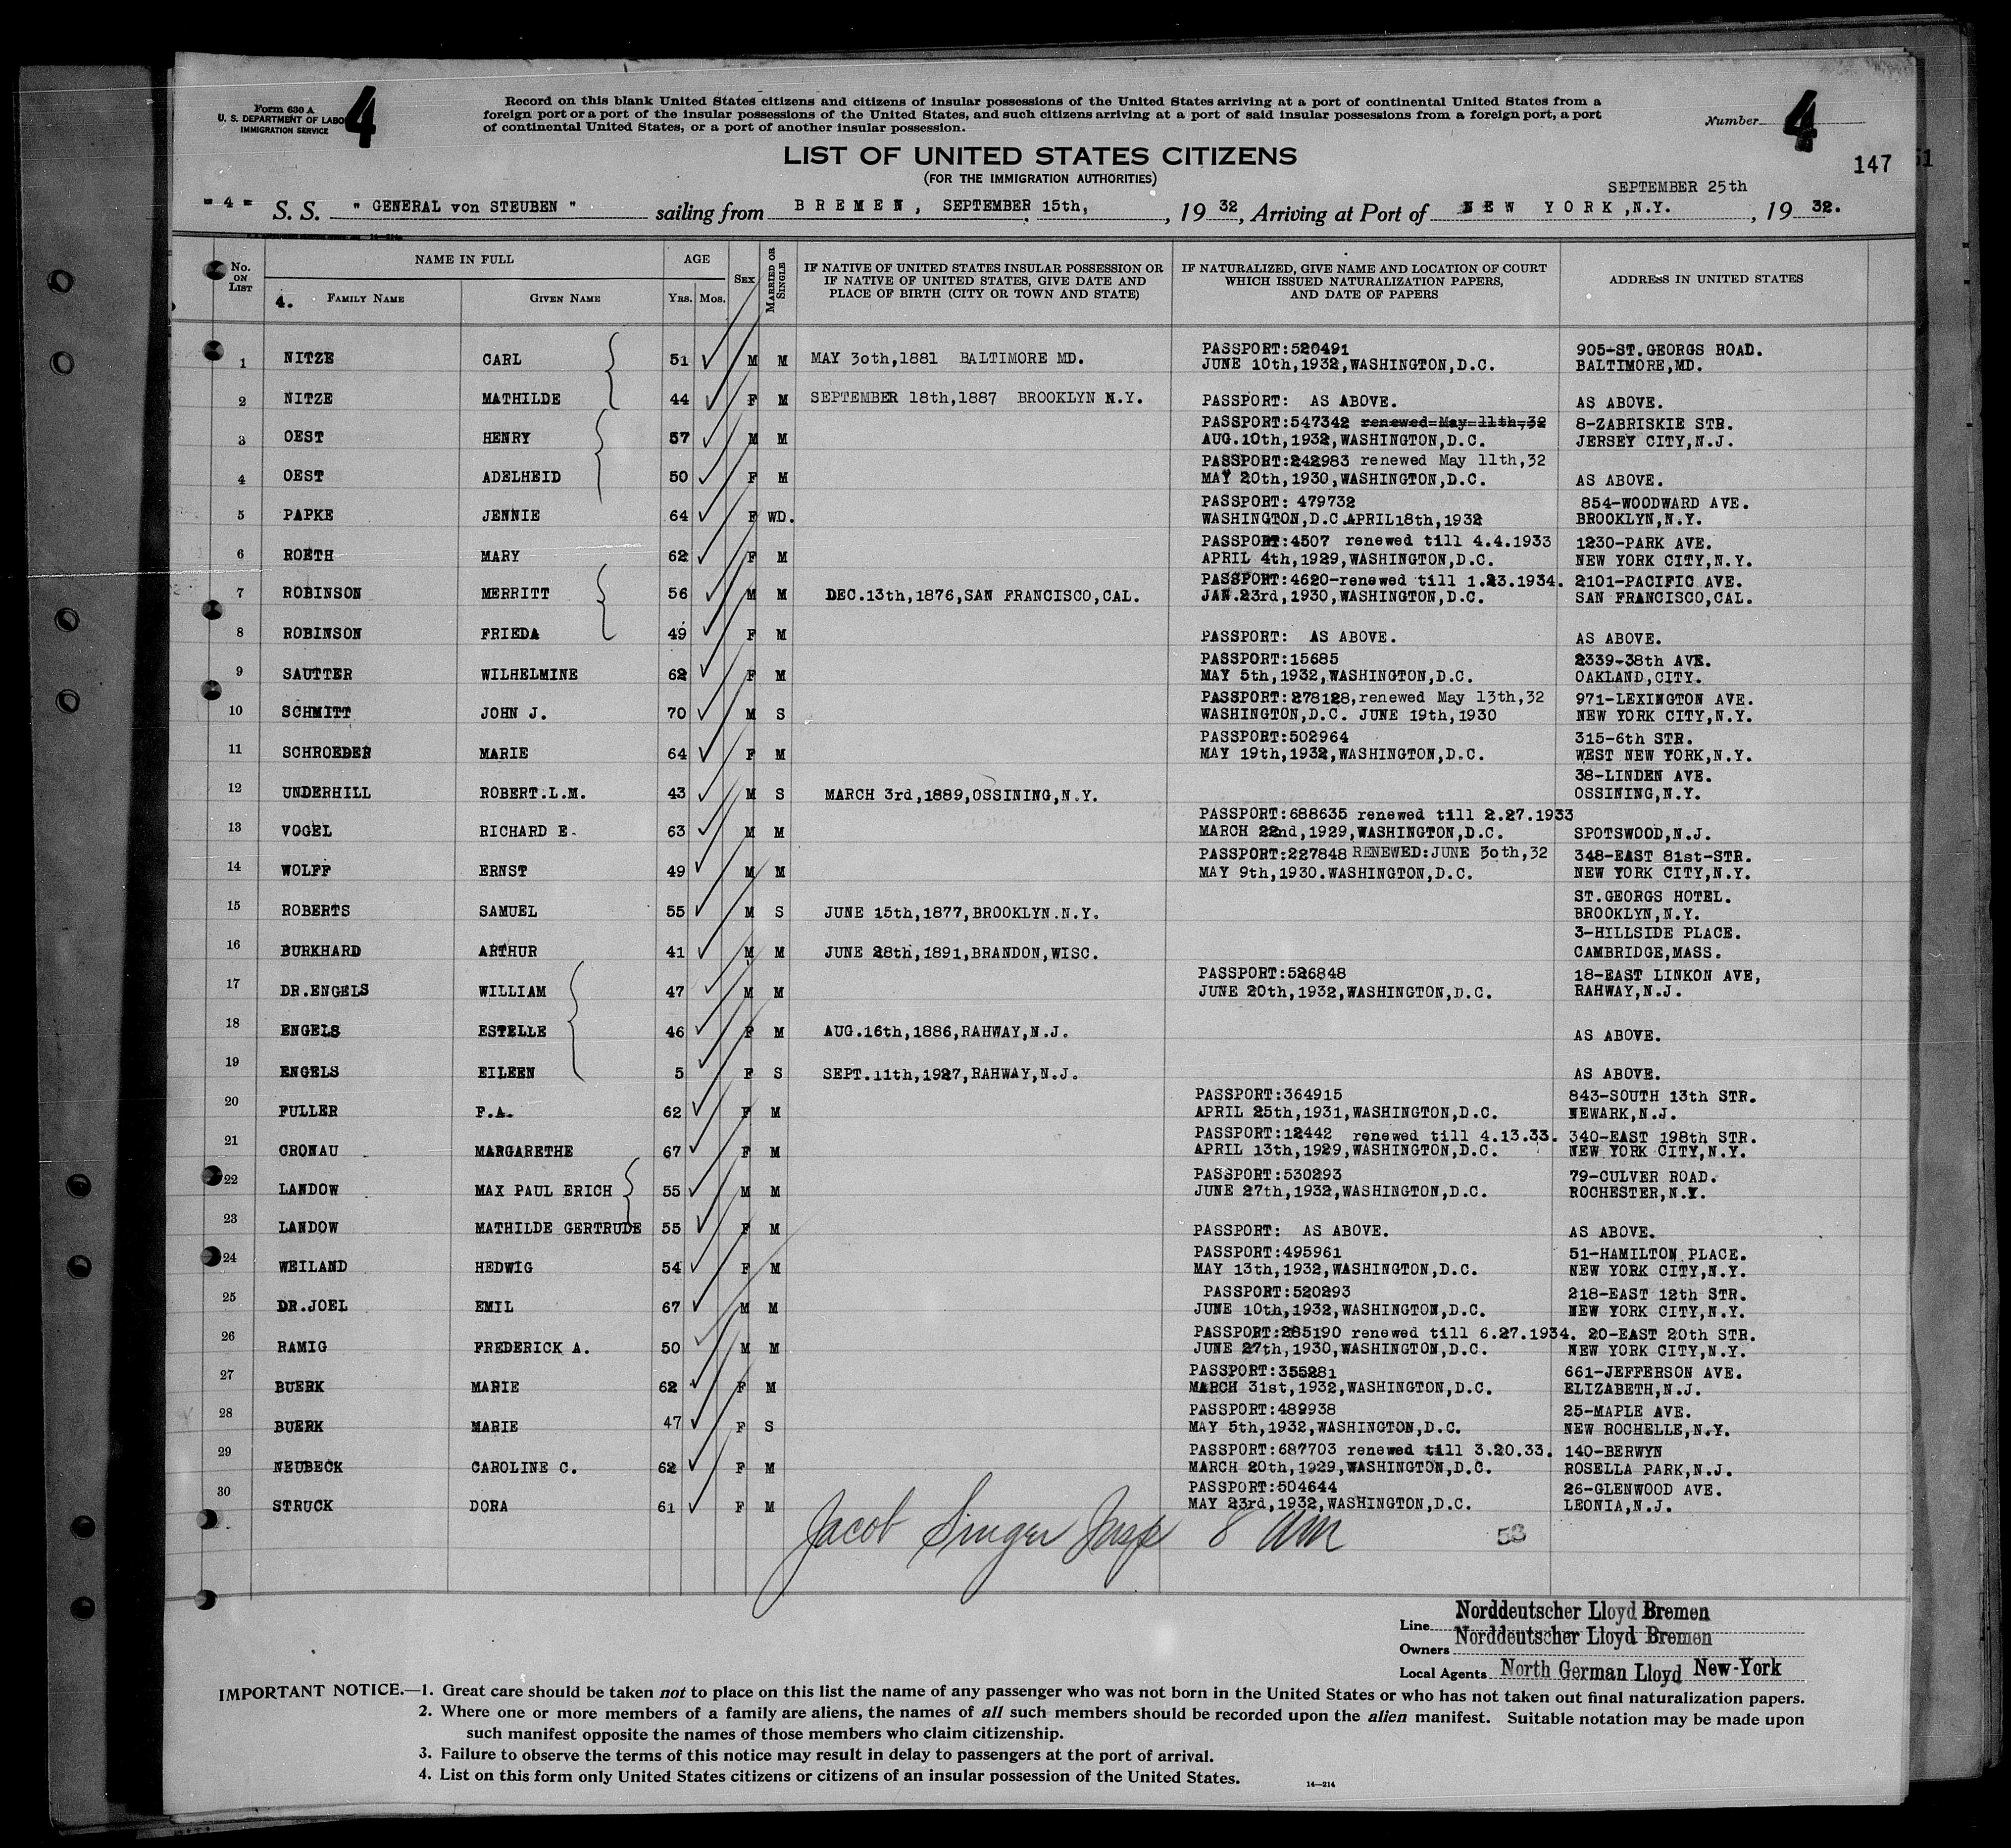 Form 630 A
U. S. DEPARTMENT OF LABO
IMMIGRATION SERVICE
4
Record on this blank United States citizens and citizens of insular possessions of the United States arriving at a port of continental United States from a
foreign port or a port of the insular possessions of the United States, and such citizens arriving at a port of said insular possessions from a foreign port, a port
of continental United States, or a port of another insular possession.
Number 4
147
51
LIST OF UNITED STATES CITIZENS
(FOR THE IMMIGRATION AUTHORITIES)
SEPTEMBER 25th
= 4 = S. S. " GENERAL von STEUBEN " sailing from BREMEN, SEPTEMBER 15th, , 19 32, Arriving at Port of NEW YORK,N.Y. , 19 32.
No. ON LIST
NAME IN FULL
4. FAMILY NAME GIVEN NAME
AGE
Yrs. Mos.
SEX
MARRIED OR SINGLE
IF NATIVE OF UNITED STATES INSULAR POSSESSION OR
IF NATIVE OF UNITED STATES, GIVE DATE AND
PLACE OF BIRTH (CITY OR TOWN AND STATE)
IF NATURALIZED, GIVE NAME AND LOCATION OF COURT
WHICH ISSUED NATURALIZATION PAPERS,
AND DATE OF PAPERS
ADDRESS IN UNITED STATES
PASSPORT:520491 905-ST.GEORGS ROAD.
1 NITZE CARL 51 M M MAY 3oth,1881 BALTIMORE MD. JUNE 10th,1932,WASHINGTON,D.C. BALTIMORE,MD.
2 NITZE MATHILDE 44 F M SEPTEMBER 18th,1887 BROOKLYN N.Y. PASSPORT: AS ABOVE. AS ABOVE.
PASSPORT:547342 renewed=May=11th,32 8-ZABRISKIE STR.
3 OEST HENRY 57 M M AUG.10th,1932,WASHINGTON,D.C. JERSEY CITY,N.J.
PASSPORT:242983 renewed May 11th,32
4 OEST ADELHEID 50 F M MAY 20th,1930,WASHINGTON,D.C. AS ABOVE.
PASSPORT: 479732 854-WOODWARD AVE.
5 PAPKE JENNIE 64 F WD. WASHINGTON,D.C.APRIL18th,1932 BROOKLYN,N.Y.
PASSPORT:4507 renewed till 4.4.1933 1230-PARK AVE.
6 ROETH MARY 62 F M APRIL 4th,1929,WASHINGTON,D.C. NEW YORK CITY,N.Y.
PASSPORT:4620-renewed till 1.23.1934. 2101-PACIFIC AVE.
7 ROBINSON MERRITT 56 M M DEC.13th,1876,SAN FRANCISCO,CAL. JAN.23rd,1930,WASHINGTON,D.C. SAN FRANCISCO,CAL.
8 ROBINSON FRIEDA 49 F M PASSPORT: AS ABOVE. AS ABOVE.
PASSPORT:15685 2339-38th AVE.
9 SAUTTER WILHELMINE 62 F M MAY 5th,1932,WASHINGTON,D.C. OAKLAND,CITY.
PASSPORT:278128,renewed May 13th,32 971-LEXINGTON AVE.
10 SCHMITT JOHN J. 70 M S WASHINGTON,D.C. JUNE 19th,1930 NEW YORK CITY,N.Y.
PASSPORT:502964 315-6th STR.
11 SCHROEDER MARIE 64 F M MAY 19th,1932,WASHINGTON,D.C. WEST NEW YORK,N.Y.
38-LINDEN AVE.
12 UNDERHILL ROBERT.L.M. 43 M S MARCH 3rd,1889,OSSINING,N.Y. OSSINING,N.Y.
PASSPORT:688635 renewed till 2.27.1933
13 VOGEL RICHARD E. 63 M M MARCH 22nd,1929,WASHINGTON,D.C. SPOTSWOOD,N.J.
PASSPORT:227848 RENEWED:JUNE 3oth,32 348-EAST 81st-STR.
14 WOLFF ERNST 49 M M MAY 9th,1930.WASHINGTON,D.C. NEW YORK CITY,N.Y.
ST.GEORGS HOTEL.
15 ROBERTS SAMUEL 55 M S JUNE 15th,1877,BROOKLYN.N.Y. BROOKLYN,N.Y.
3-HILLSIDE PLACE.
16 BURKHARD ARTHUR 41 M M JUNE 28th,1891,BRANDON,WISC. CAMBRIDGE,MASS.
PASSPORT:526848 18-EAST LINKON AVE,
17 DR.ENGELS WILLIAM 47 M M JUNE 20th,1932,WASHINGTON,D.C. RAHWAY,N.J.
18 ENGELS ESTELLE 46 F M AUG.16th,1886,RAHWAY,N.J. AS ABOVE.
19 ENGELS EILEEN 5 F S SEPT.11th,1927,RAHWAY,N.J. AS ABOVE.
PASSPORT:364915 843-SOUTH 13th STR.
20 FULLER F.A. 62 F M APRIL 25th,1931,WASHINGTON,D.C. NEWARK,N.J.
PASSPORT:12442 renewed till 4.13.33. 340-EAST 198th STR.
21 CRONAU MARGARETHE 67 F M APRIL 13th,1929,WASHINGTON,D.C. NEW YORK CITY,N.Y.
PASSPORT:530293 79-CULVER ROAD.
22 LANDOW MAX PAUL ERICH 55 M M JUNE 27th,1932,WASHINGTON,D.C. ROCHESTER,N.Y.
23 LANDOW MATHILDE GERTRUDE 55 F M PASSPORT: AS ABOVE. AS ABOVE.
PASSPORT:495961 51-HAMILTON PLACE.
24 WEILAND HEDWIG 54 F M MAY 13th,1932,WASHINGTON,D.C. NEW YORK CITY,N.Y.
PASSPORT:520293 218-EAST 12th STR.
25 DR.JOEL EMIL 67 M M JUNE 10th,1932,WASHINGTON,D.C. NEW YORK CITY,N.Y.
PASSPORT:285190 renewed till 6.27.1934. 20-EAST 20th STR.
26 RAMIG FREDERICK A. 50 M M JUNE 27th,1930,WASHINGTON,D.C. NEW YORK CITY,N.Y.
PASSPORT:355281 661-JEFFERSON AVE.
27 BUERK MARIE 62 F M MARCH 31st,1932,WASHINGTON,D.C. ELIZABETH,N.J.
PASSPORT:489938 25-MAPLE AVE.
28 BUERK MARIE 47 F S MAY 5th,1932,WASHINGTON,D.C. NEW ROCHELLE,N.Y.
PASSPORT:687703 renewed till 3.20.33. 140-BERWYN
29 NEUBECK CAROLINE C. 62 F M MARCH 20th,1929,WASHINGTON,D.C. ROSELLA PARK,N.J.
PASSPORT:504644 26-GLENWOOD AVE.
30 STRUCK DORA 61 F M MAY 23rd,1932,WASHINGTON,D.C. LEONIA,N.J.
Jacob Singer Insp 8 AM 53
Line Norddeutscher Lloyd Bremen
Owners Norddeutscher Lloyd Bremen
Local Agents North German Lloyd New-York
IMPORTANT NOTICE.—1. Great care should be taken not to place on this list the name of any passenger who was not born in the United States or who has not taken out final naturalization papers.
2. Where one or more members of a family are aliens, the names of all such members should be recorded upon the alien manifest. Suitable notation may be made upon
such manifest opposite the names of those members who claim citizenship.
3. Failure to observe the terms of this notice may result in delay to passengers at the port of arrival.
4. List on this form only United States citizens or citizens of an insular possession of the United States.
14—214